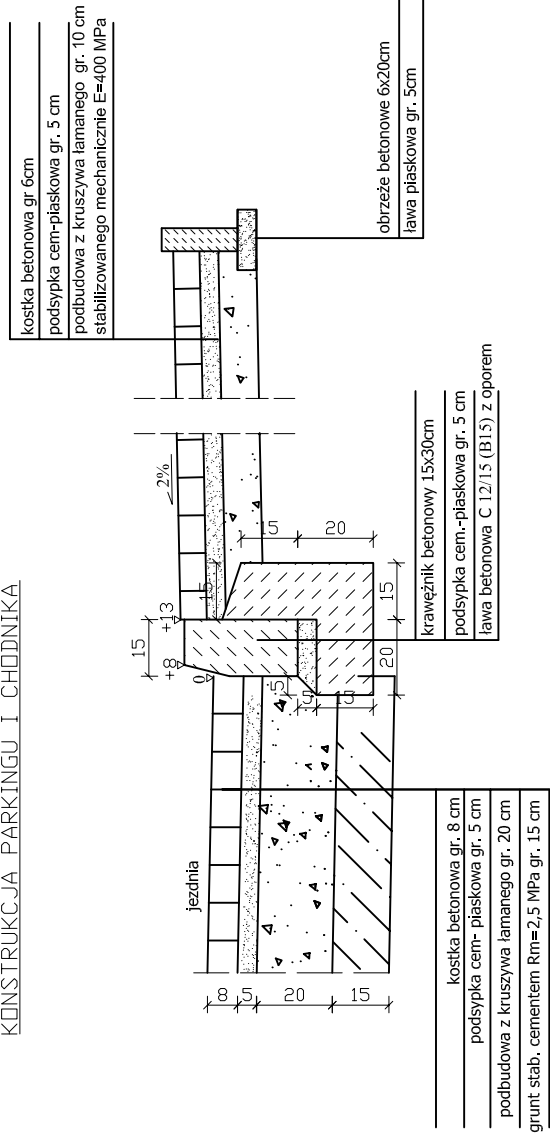 KONSTRUKCJA PARKINGU I CHODNIKA
kostka betonowa gr 6cm
podsypka cem-piaskowa gr. 5 cm
podbudowa z kruszywa łamanego gr. 10 cm
stabilizowanego mechanicznie E=400 MPa
obrzeże betonowe 6x20cm
ława piaskowa gr. 5cm
2%
15
20
15
+13
15
+8
0
15
20
5
5
15
jezdnia
krawężnik betonowy 15x30cm
podsypka cem.-piaskowa gr. 5 cm
ława betonowa C 12/15 (B15) z oporem
8
5
20
15
kostka betonowa gr. 8 cm
podsypka cem- piaskowa gr. 5 cm
podbudowa z kruszywa łamanego gr. 20 cm
grunt stab. cementem Rm=2,5 MPa gr. 15 cm